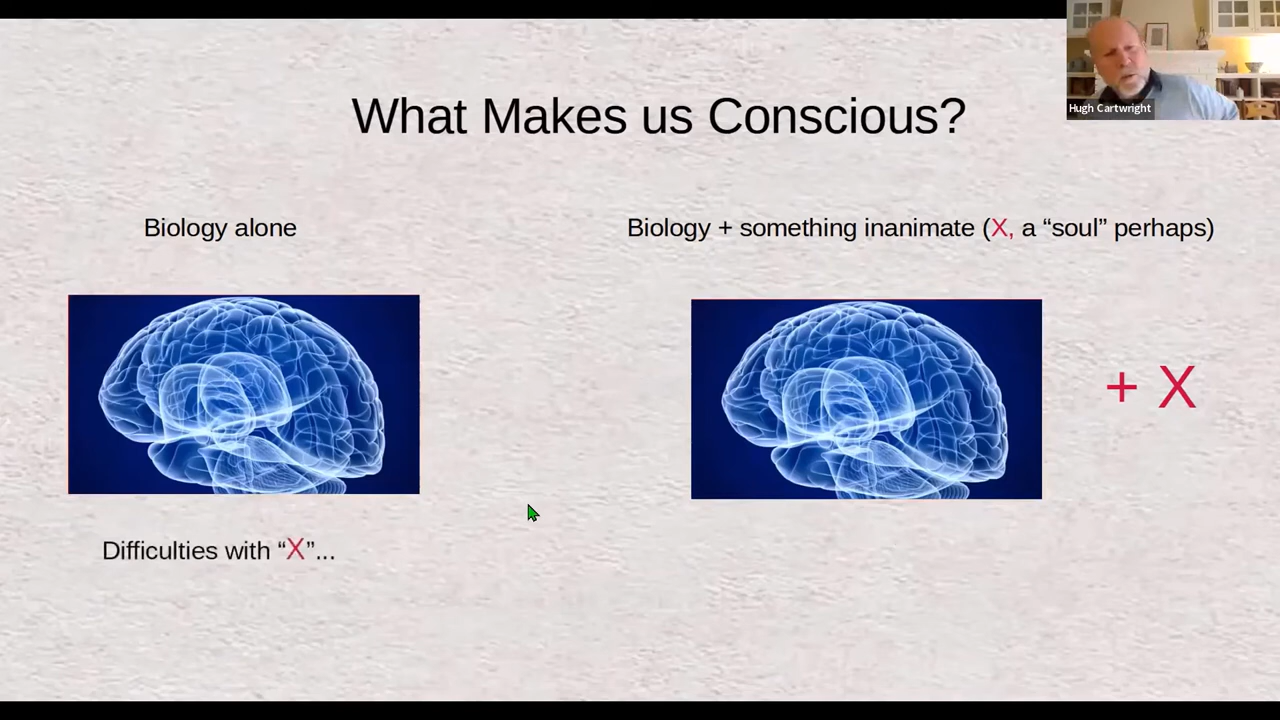 What Makes us Conscious?
Hugh Cartwright
Biology alone
Biology + something inanimate (X, a “soul” perhaps)
+ X
Difficulties with “X”...